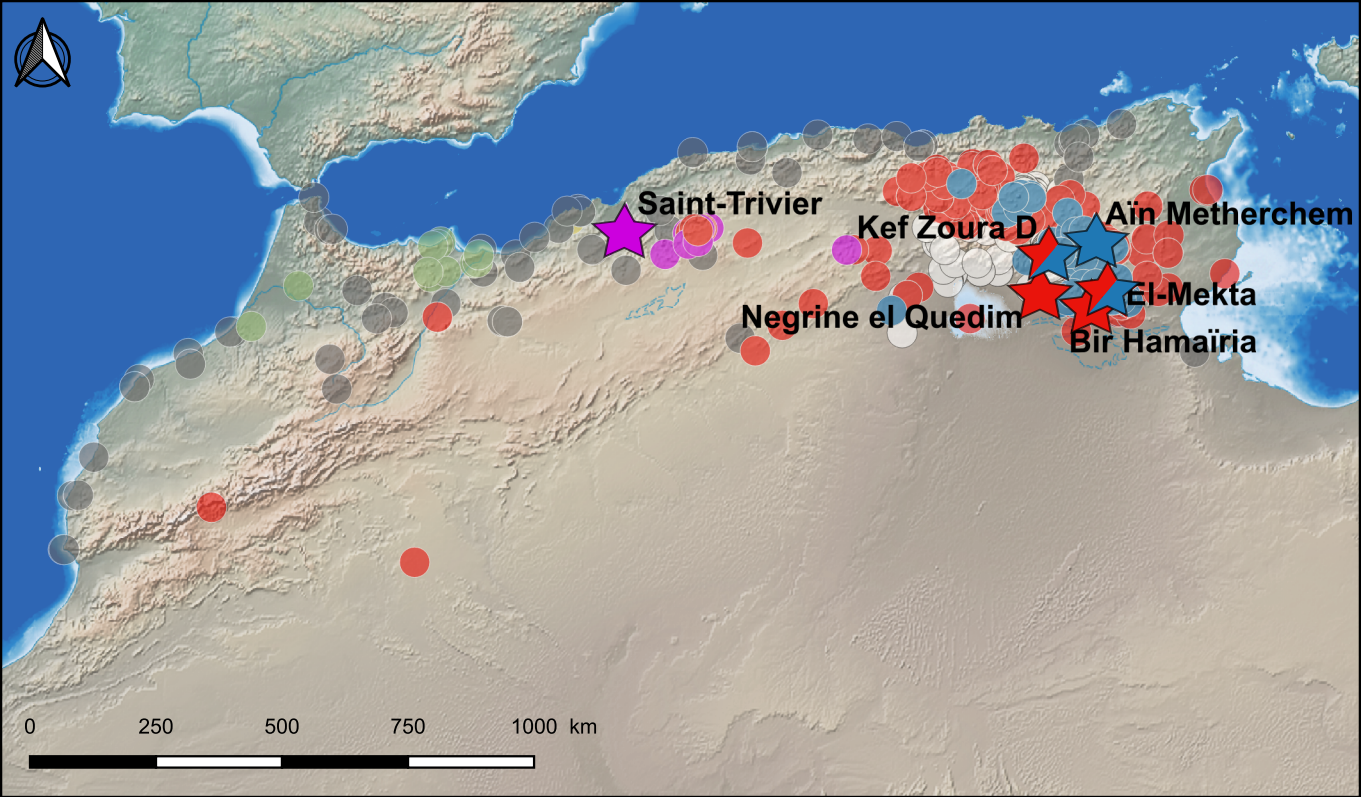 Saint-Trivier
Aïn Metherchem
Kef Zoura D
El-Mekta
Negrine el Quedim
Bir Hamaïria
0 250 500 750 1000 km